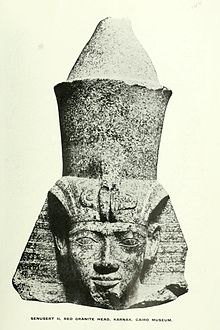 SENUSERT II, RED GRANITE HEAD, KARNAK. CAIRO MUSEUM.